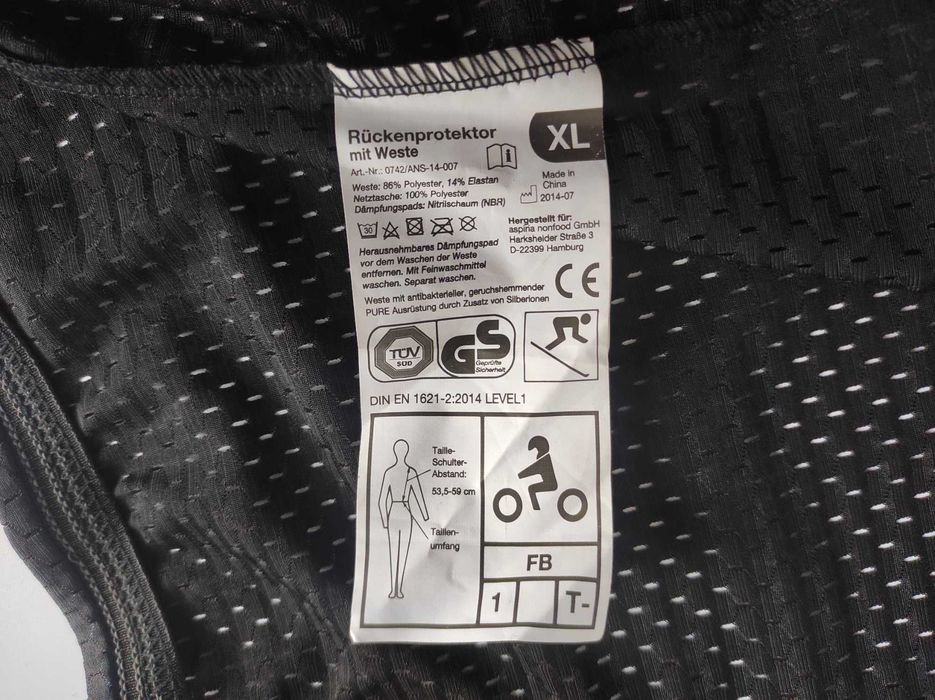 XL
Rückenprotektor
mit Weste
Art.-Nr.: 0742/ANS-14-007
Weste: 86% Polyester, 14% Elastan
Netztasche: 100% Polyester
Dämpfungspads: Nitrilschaum (NBR)
Made in
China
2014-07
30
Herausnehmbares Dämpfungspad
vor dem Waschen der Weste
entfernen. Mit Feinwaschmittel
waschen. Separat waschen.
Hergestellt für:
aspina nonfood GmbH
Harksheider Straße 3
D-22399 Hamburg
CE
Weste mit antibakterieller, geruchshemmender
PURE Ausrüstung durch Zusatz von Silberionen
TÜV
SÜD
GS
Geprüfte
Sicherheit
DIN EN 1621-2:2014 LEVEL1
Taille-
Schulter-
Abstand:
53,5-59 cm
Taillen-
umfang
FB
1
T-